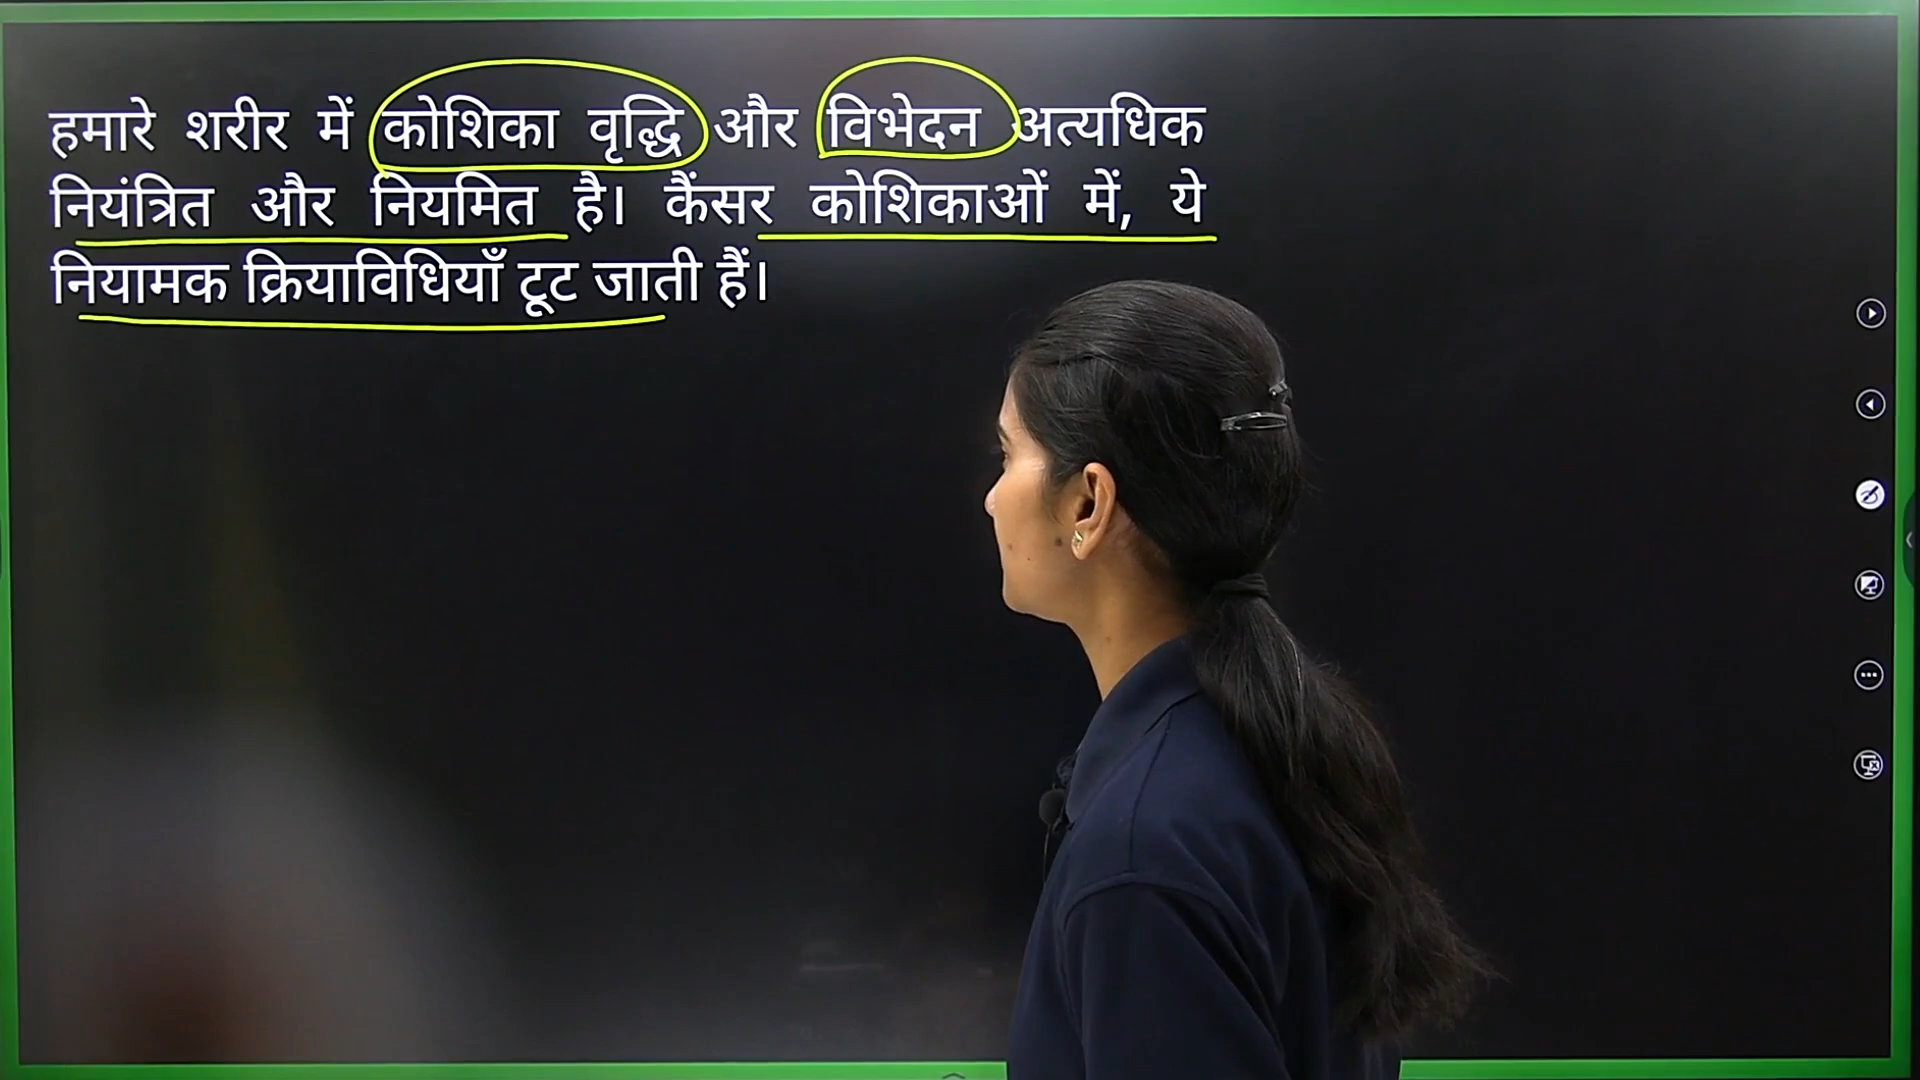 हमारे शरीर में कोशिका वृद्धि और विभेदन अत्यधिक
नियंत्रित और नियमित है। कैंसर कोशिकाओं में, ये
नियामक क्रियाविधियाँ टूट जाती हैं।